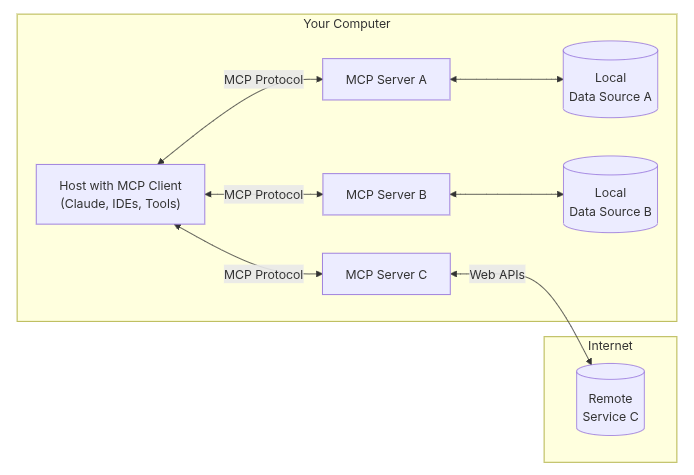 Your Computer
MCP Protocol
MCP Server A
Local
Data Source A
Host with MCP Client
(Claude, IDEs, Tools)
MCP Protocol
MCP Server B
Local
Data Source B
MCP Protocol
MCP Server C
Web APIs
Internet
Remote
Service C